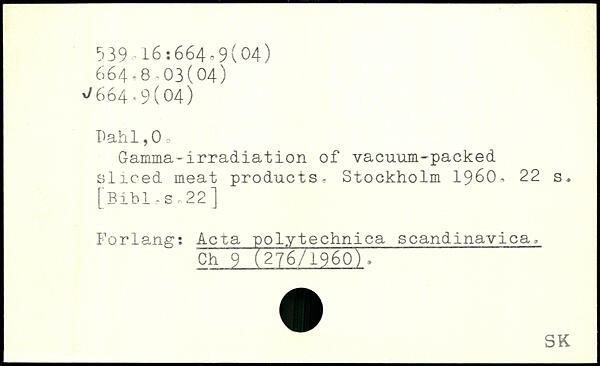 539.16:664.9(04)
664.8.03(04)
✓664.9(04)
Dahl,O.
Gamma-irradiation of vacuum-packed
sliced meat products. Stockholm 1960. 22 s.
[Bibl.s.22]
Forlang: Acta polytechnica scandinavica.
Ch 9 (276/1960).
SK